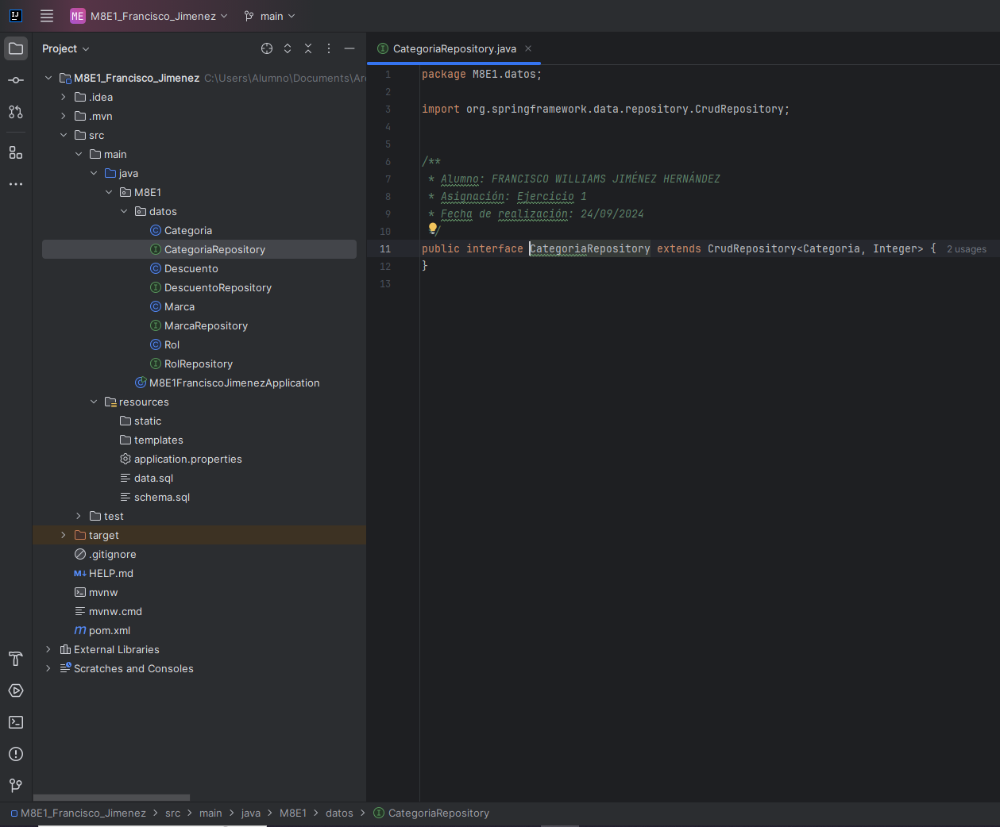 IJ
ME M8E1_Francisco_Jimenez main
Project
M8E1_Francisco_Jimenez C:\Users\Alumno\Documents\Arc
.idea
.mvn
src
main
java
M8E1
datos
Categoria
CategoriaRepository
Descuento
DescuentoRepository
Marca
MarcaRepository
Rol
RolRepository
M8E1FranciscoJimenezApplication
resources
static
templates
application.properties
data.sql
schema.sql
test
target
.gitignore
HELP.md
mvnw
mvnw.cmd
pom.xml
External Libraries
Scratches and Consoles
CategoriaRepository.java
1 package M8E1.datos;
2
3 import org.springframework.data.repository.CrudRepository;
4
5
6 /**
7 * Alumno: FRANCISCO WILLIAMS JIMÉNEZ HERNÁNDEZ
8 * Asignación: Ejercicio 1
9 * Fecha de realización: 24/09/2024
10 /
11 public interface CategoriaRepository extends CrudRepository<Categoria, Integer> { 2 usages
12 }
13
M8E1_Francisco_Jimenez > src > main > java > M8E1 > datos > CategoriaRepository